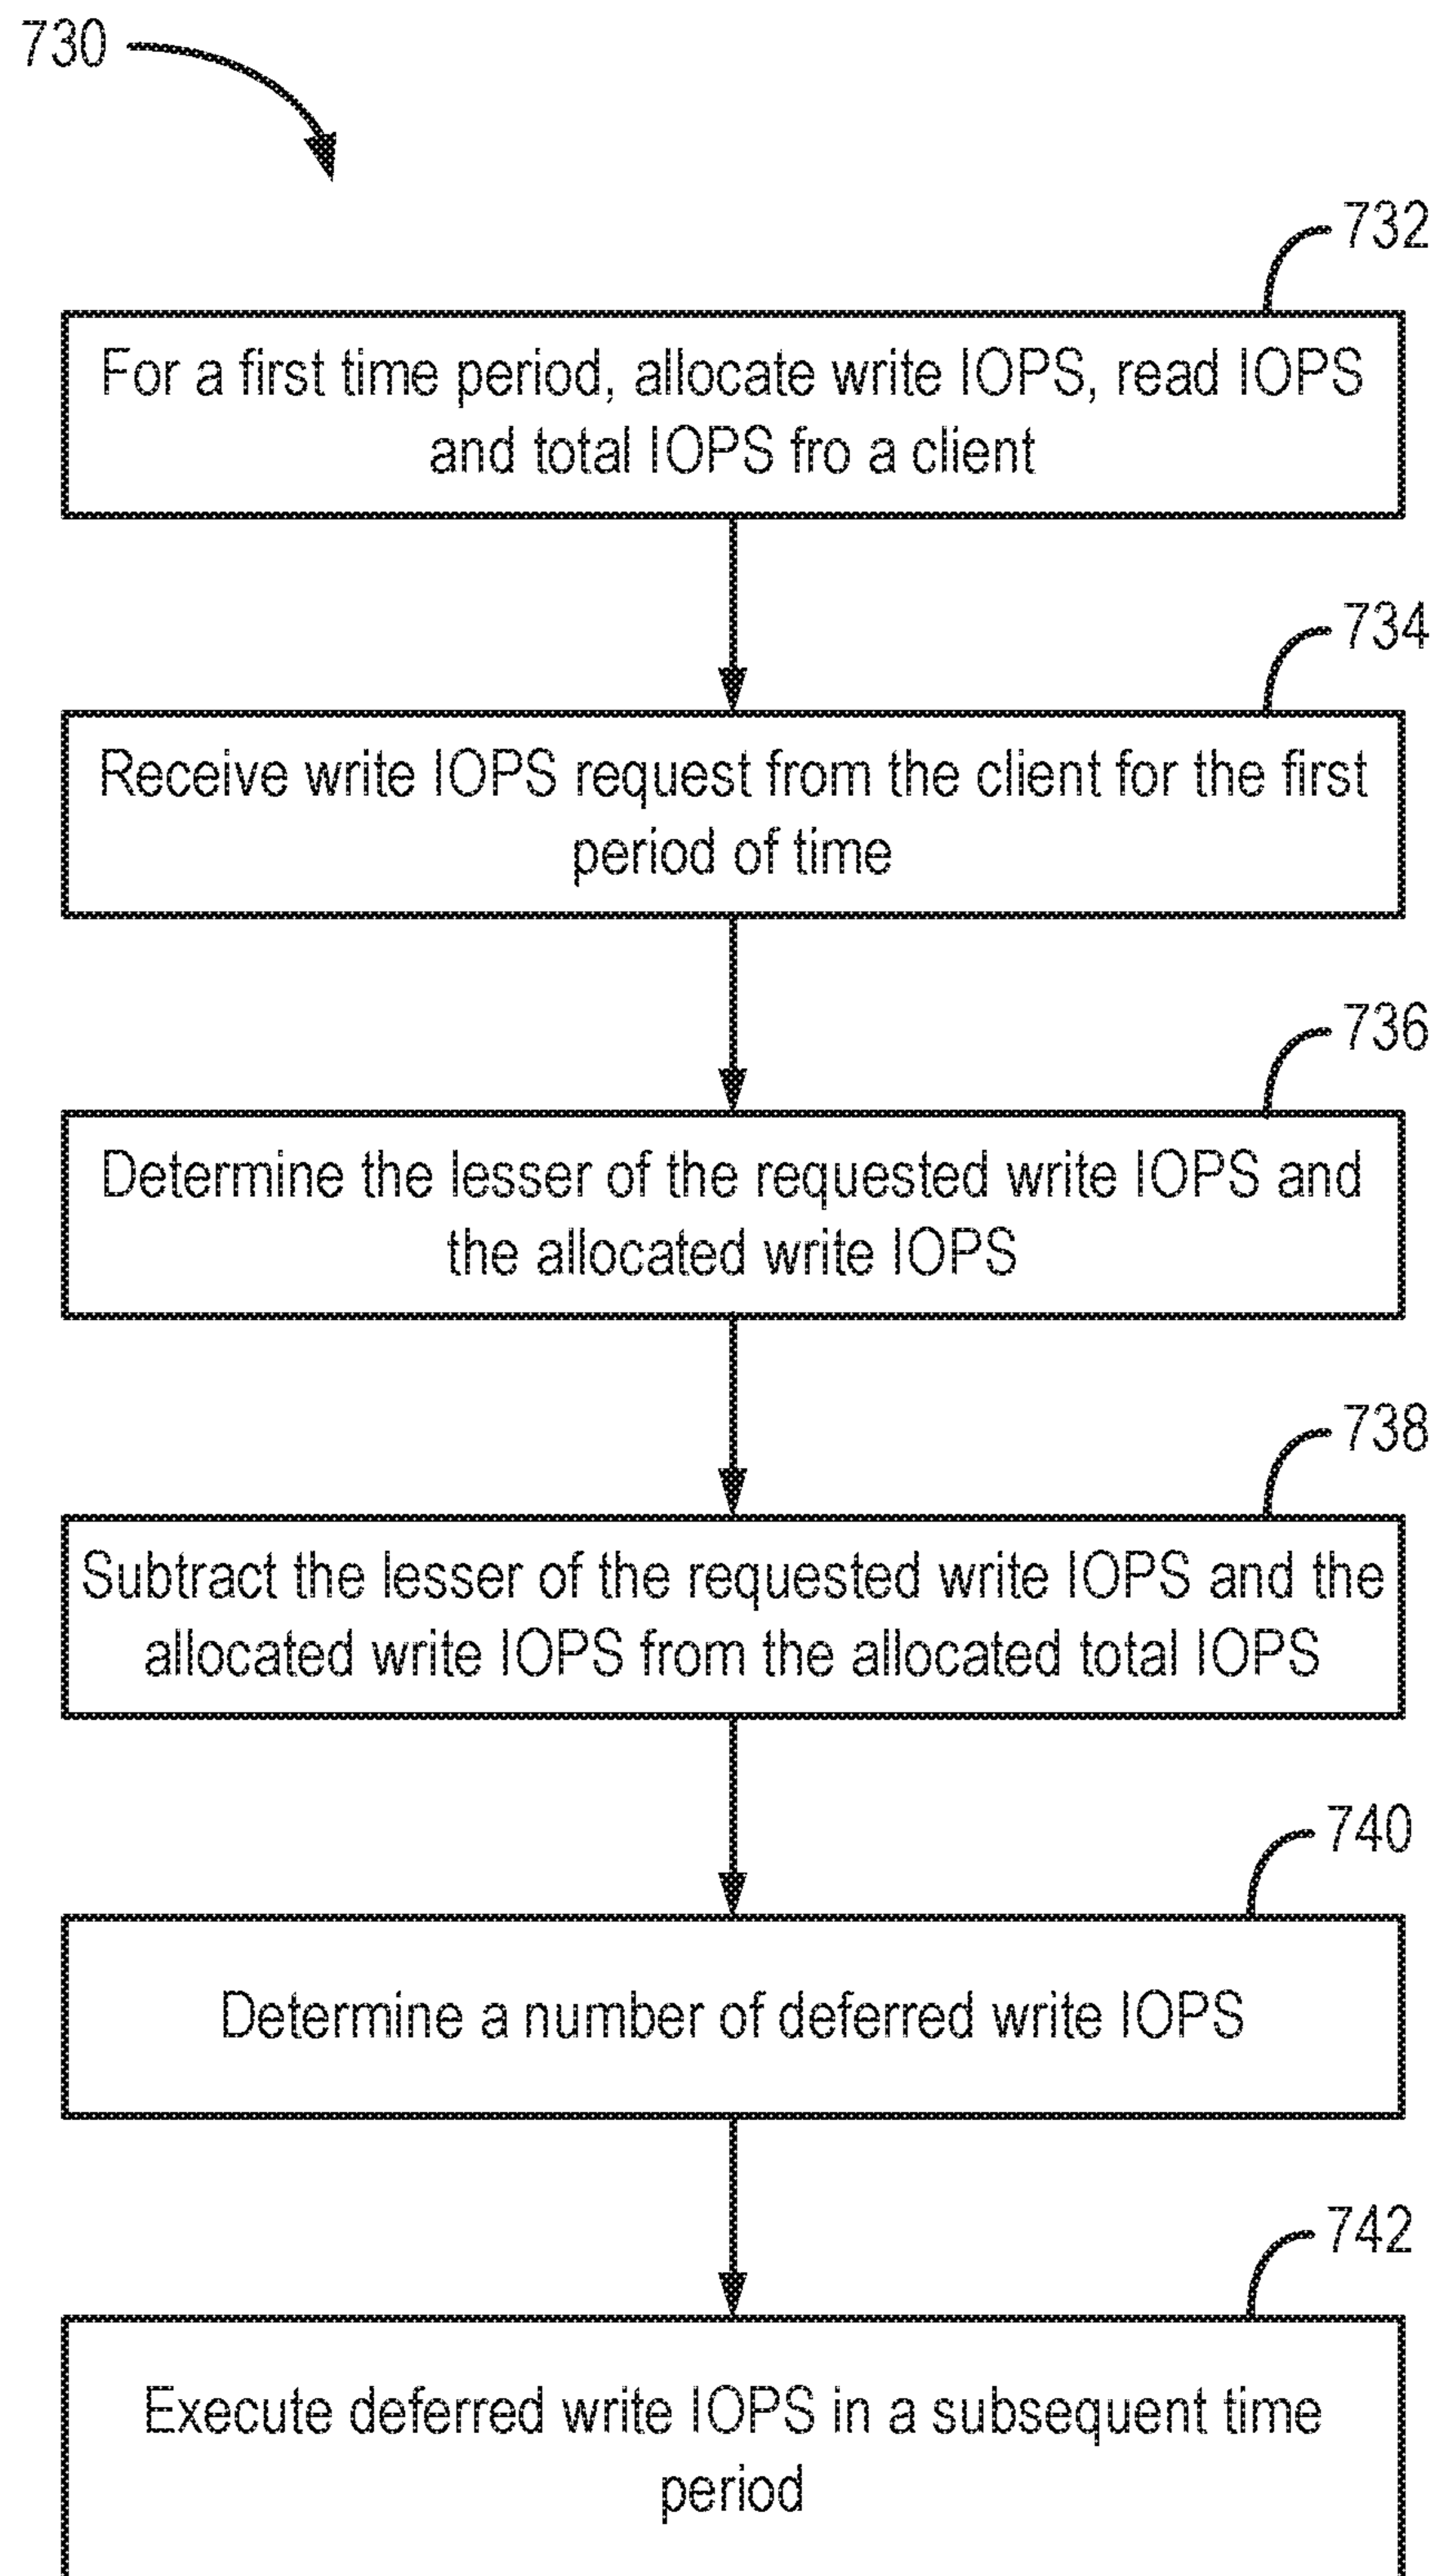 730
732
For a first time period, allocate write IOPS, read IOPS
and total IOPS fro a client
734
Receive write IOPS request from the client for the first
period of time
736
Determine the lesser of the requested write IOPS and
the allocated write IOPS
738
Subtract the lesser of the requested write IOPS and the
allocated write IOPS from the allocated total IOPS
740
Determine a number of deferred write IOPS
742
Execute deferred write IOPS in a subsequent time
period